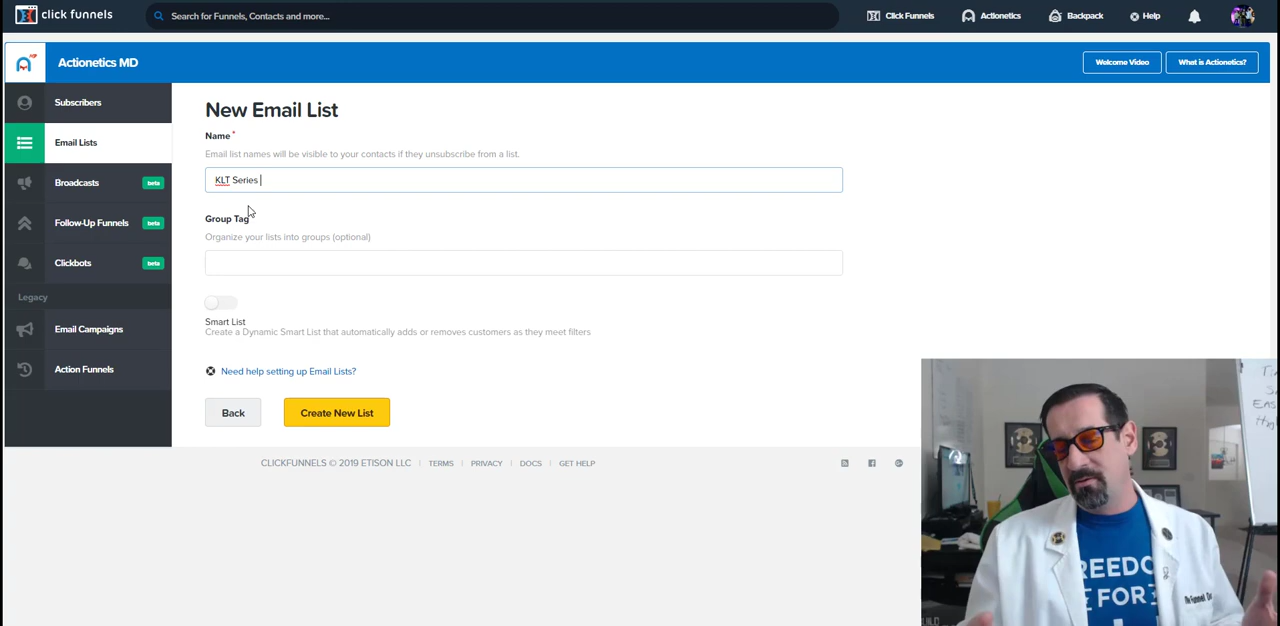 click funnels
Search for Funnels, Contacts and more...
Click Funnels
Actionetics
Backpack
Help
Actionetics MD
Welcome Video
What is Actionetics?
Subscribers
Email Lists
Broadcasts beta
Follow-Up Funnels beta
Clickbots beta
Legacy
Email Campaigns
Action Funnels
New Email List
Name *
Email list names will be visible to your contacts if they unsubscribe from a list.
KLT Series
Group Tag
Organize your lists into groups (optional)
Smart List
Create a Dynamic Smart List that automatically adds or removes customers as they meet filters
Need help setting up Email Lists?
Back
Create New List
CLICKFUNNELS © 2019 ETISON LLC | TERMS | PRIVACY | DOCS | GET HELP
REEDO
E FOR